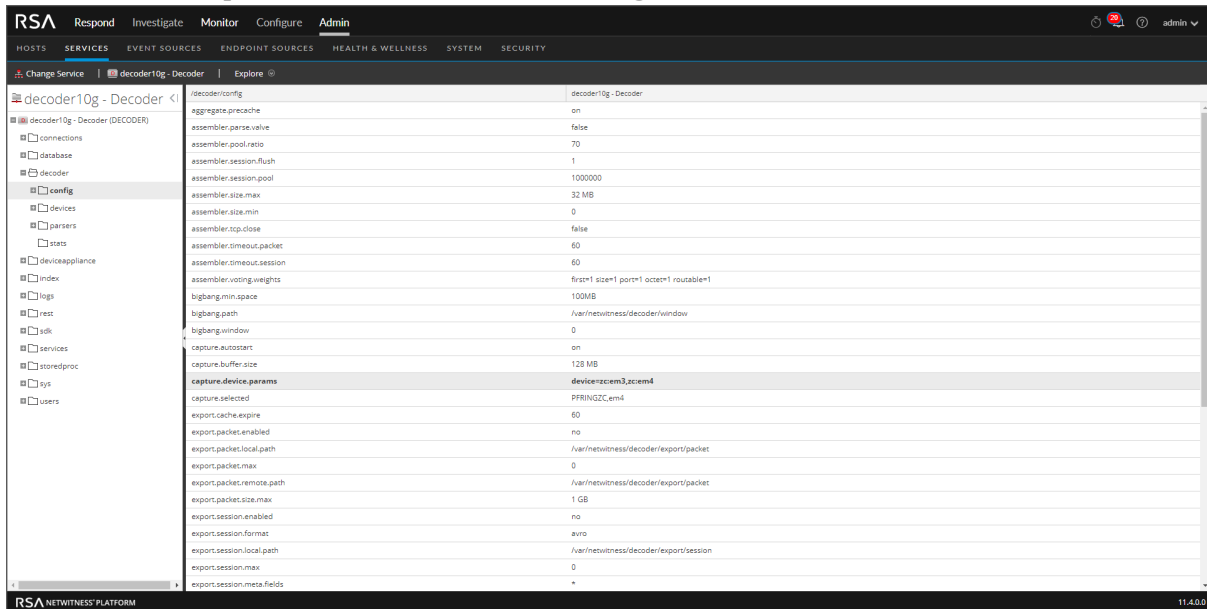 RSA Respond Investigate Monitor Configure Admin 20 admin
HOSTS SERVICES EVENT SOURCES ENDPOINT SOURCES HEALTH & WELLNESS SYSTEM SECURITY
Change Service | decoder10g - Decoder | Explore
decoder10g - Decoder
decoder10g - Decoder (DECODER)
connections
database
decoder
config
devices
parsers
stats
deviceappliance
index
logs
rest
sdk
services
storedproc
sys
users
/decoder/config decoder10g - Decoder
aggregate.precache on
assembler.parse.valve false
assembler.pool.ratio 70
assembler.session.flush 1
assembler.session.pool 1000000
assembler.size.max 32 MB
assembler.size.min 0
assembler.tcp.close false
assembler.timeout.packet 60
assembler.timeout.session 60
assembler.voting.weights first=1 size=1 port=1 octet=1 routable=1
bigbang.min.space 100MB
bigbang.path /var/netwitness/decoder/window
bigbang.window 0
capture.autostart on
capture.buffer.size 128 MB
capture.device.params device=zc:em3,zc:em4
capture.selected PFRINGZC,em4
export.cache.expire 60
export.packet.enabled no
export.packet.local.path /var/netwitness/decoder/export/packet
export.packet.max 0
export.packet.remote.path /var/netwitness/decoder/export/packet
export.packet.size.max 1 GB
export.session.enabled no
export.session.format avro
export.session.local.path /var/netwitness/decoder/export/session
export.session.max 0
export.session.meta.fields *
RSA NETWITNESS® PLATFORM 11.4.0.0